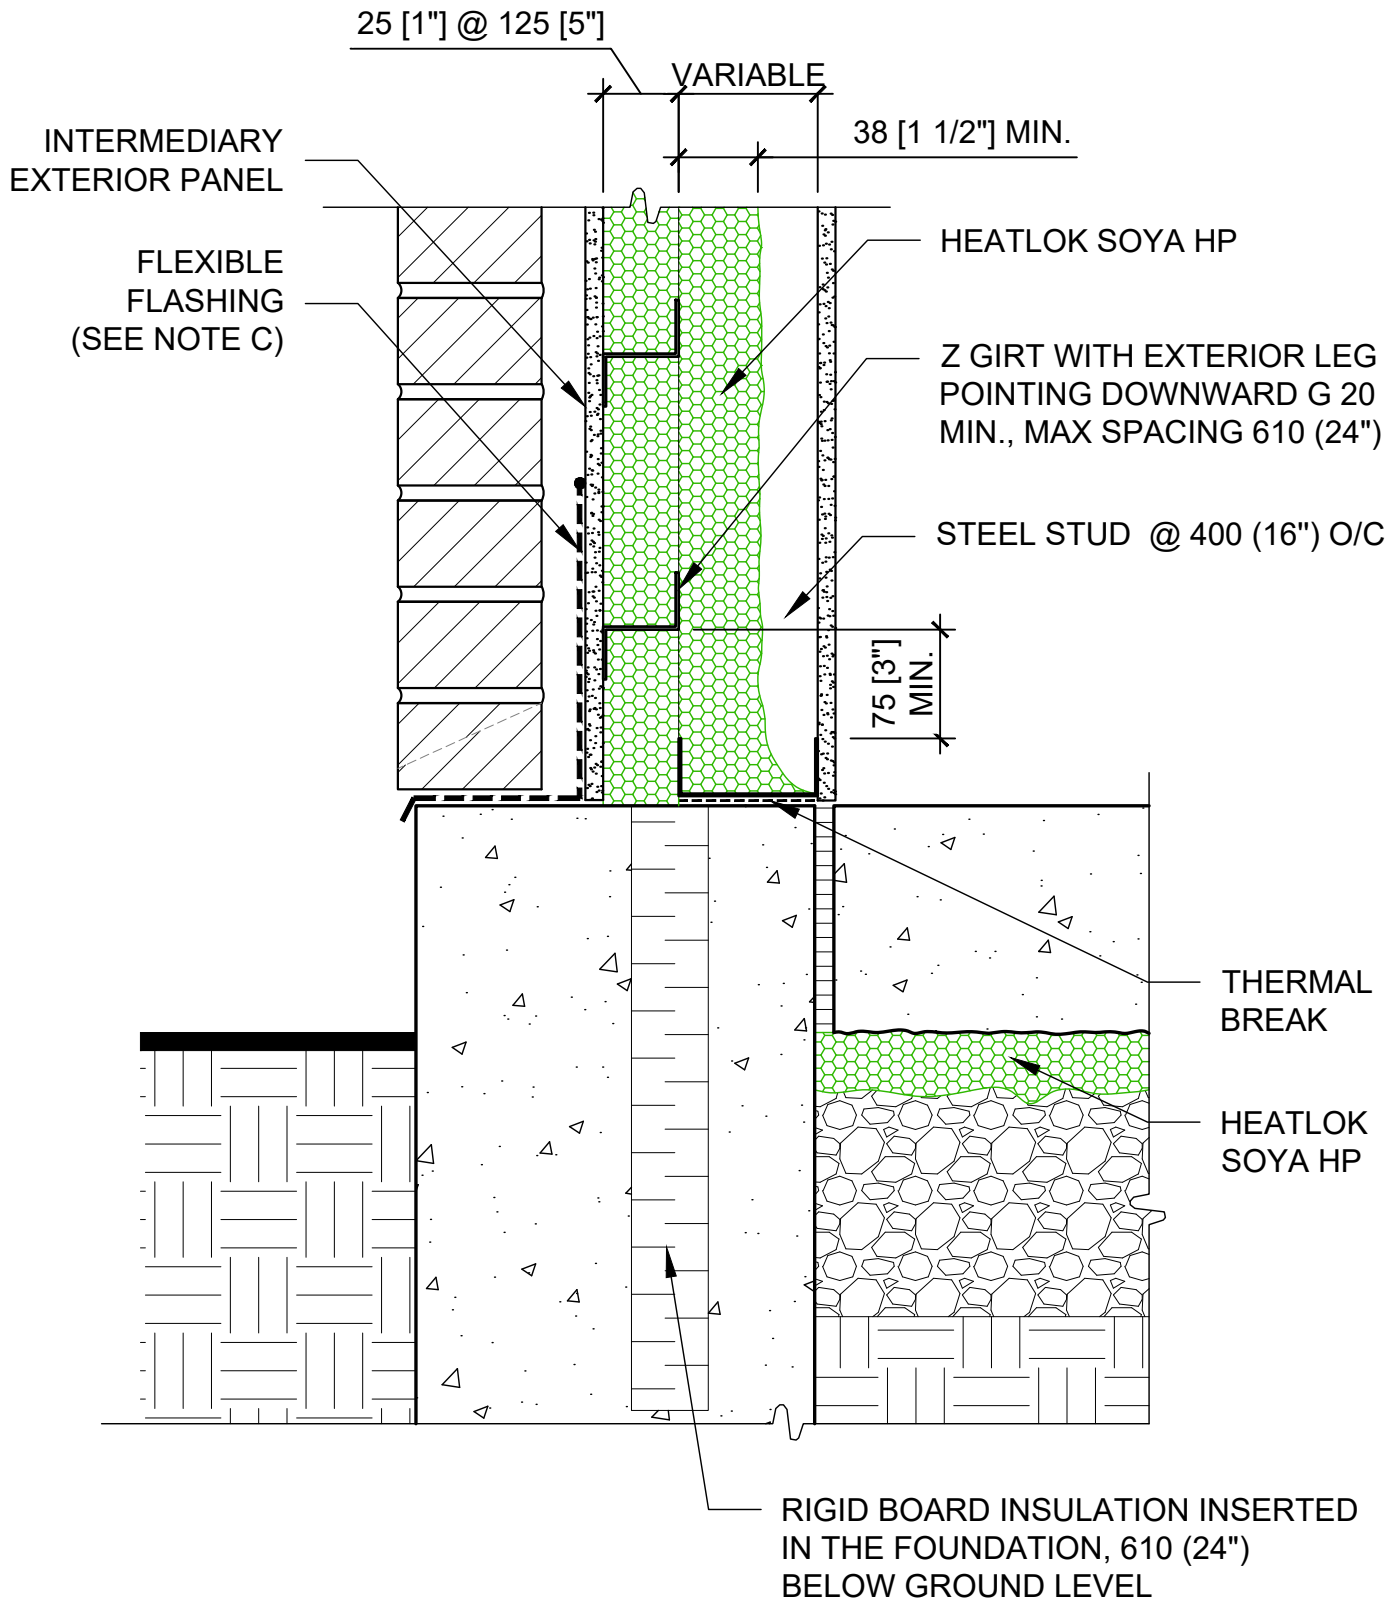 25 [1"] @ 125 [5"]
VARIABLE
38 [1 1/2"] MIN.
INTERMEDIARY
EXTERIOR PANEL
FLEXIBLE
FLASHING
(SEE NOTE C)
HEATLOK SOYA HP
Z GIRT WITH EXTERIOR LEG
POINTING DOWNWARD G 20
MIN., MAX SPACING 610 (24")
STEEL STUD @ 400 (16") O/C
75 [3"]
MIN.
THERMAL
BREAK
HEATLOK
SOYA HP
RIGID BOARD INSULATION INSERTED
IN THE FOUNDATION, 610 (24")
BELOW GROUND LEVEL